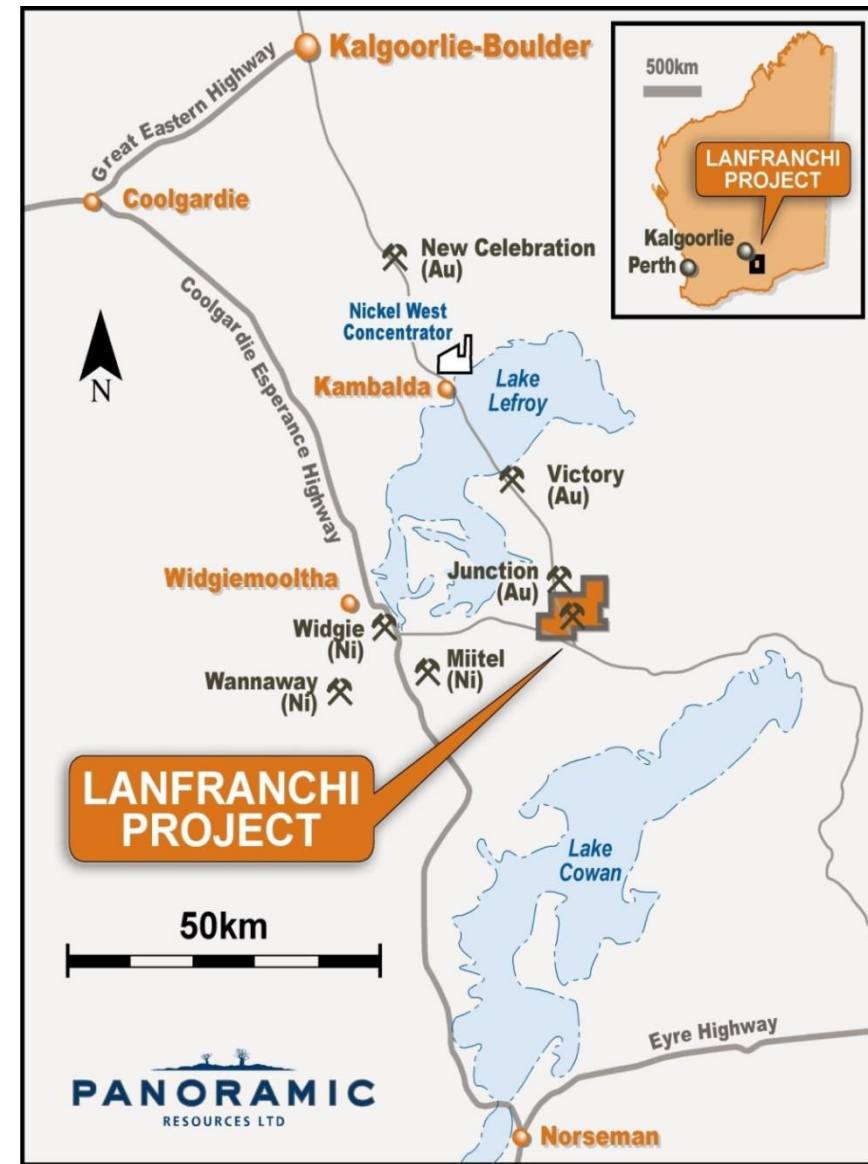 Kalgoorlie-Boulder
500km
Great Eastern Highway
LANFRANCHI
PROJECT
Coolgardie
Kalgoorlie
Perth
New Celebration
(Au)
Coolgardie Esperance Highway
Nickel West
Concentrator
N
Kambalda
Lake
Lefroy
Victory
(Au)
Widgiemooltha
Junction
(Au)
Widgie
(Ni)
Miitel
(Ni)
Wannaway
(Ni)
LANFRANCHI
PROJECT
Lake
Cowan
50km
Eyre Highway
PANORAMIC
RESOURCES LTD
Norseman